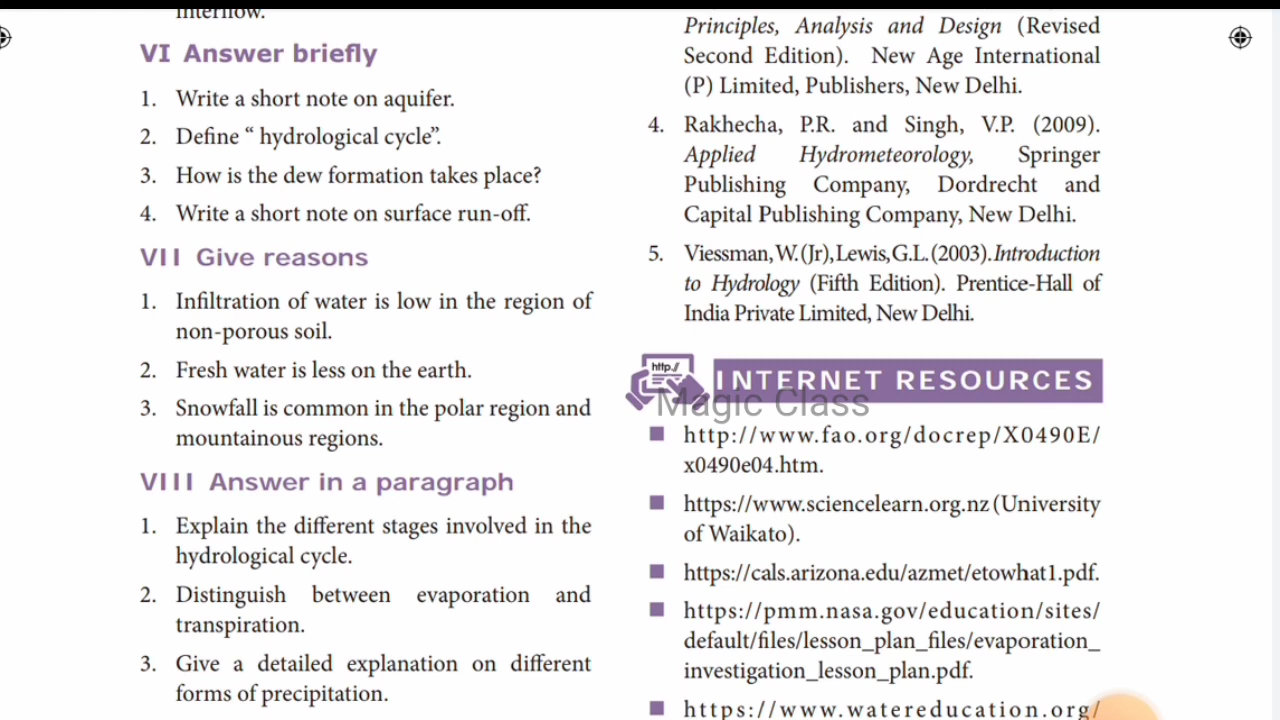 interflow.
VI Answer briefly
1. Write a short note on aquifer.
2. Define “ hydrological cycle”.
3. How is the dew formation takes place?
4. Write a short note on surface run-off.
VII Give reasons
1. Infiltration of water is low in the region of
non-porous soil.
2. Fresh water is less on the earth.
3. Snowfall is common in the polar region and
mountainous regions.
VIII Answer in a paragraph
1. Explain the different stages involved in the
hydrological cycle.
2. Distinguish between evaporation and
transpiration.
3. Give a detailed explanation on different
forms of precipitation.
Principles, Analysis and Design (Revised
Second Edition). New Age International
(P) Limited, Publishers, New Delhi.
4. Rakhecha, P.R. and Singh, V.P. (2009).
Applied Hydrometeorology, Springer
Publishing Company, Dordrecht and
Capital Publishing Company, New Delhi.
5. Viessman, W. (Jr), Lewis, G.L. (2003). Introduction
to Hydrology (Fifth Edition). Prentice-Hall of
India Private Limited, New Delhi.
http://
INTERNET RESOURCES
Magic Class
http://www.fao.org/docrep/X0490E/
x0490e04.htm.
https://www.sciencelearn.org.nz (University
of Waikato).
https://cals.arizona.edu/azmet/etowhat1.pdf.
https://pmm.nasa.gov/education/sites/
default/files/lesson_plan_files/evaporation_
investigation_lesson_plan.pdf.
https://www.watereducation.org/